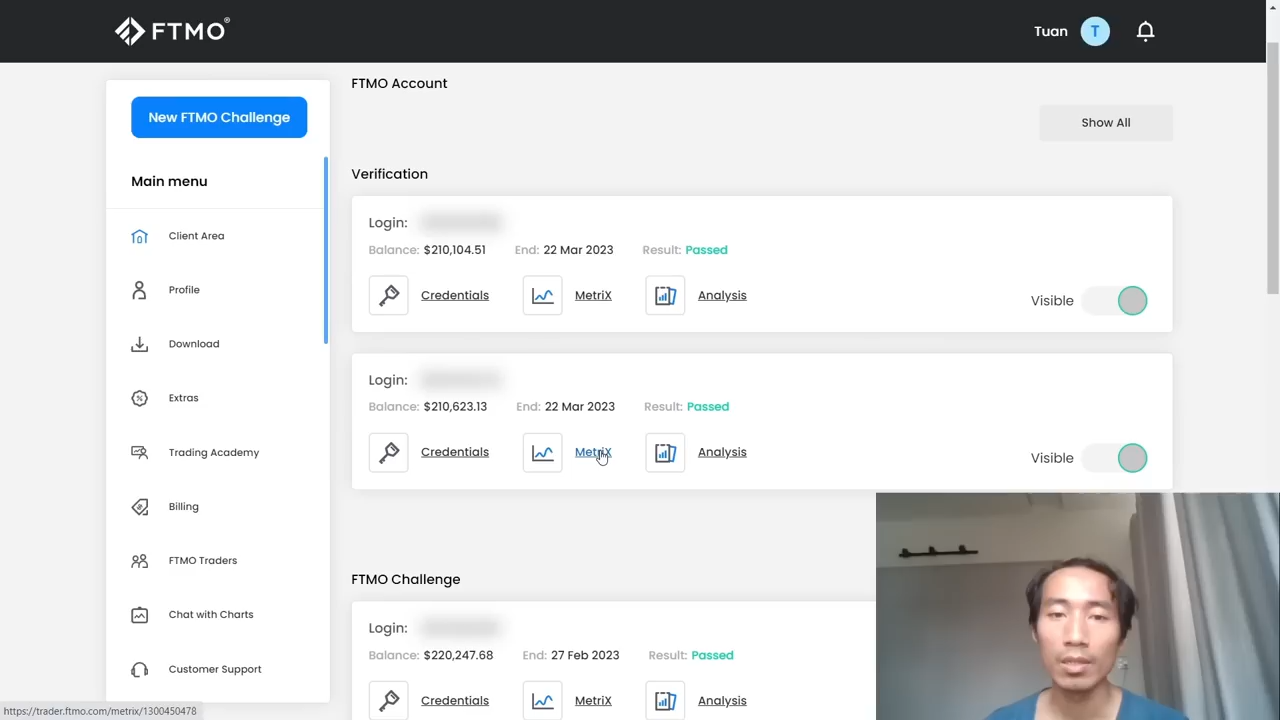 FTMO®
Tuan
T
New FTMO Challenge
Main menu
Client Area
Profile
Download
Extras
Trading Academy
Billing
FTMO Traders
Chat with Charts
Customer Support
FTMO Account
Show All
Verification
Login:
Balance: $210,104.51 End: 22 Mar 2023 Result: Passed
Credentials MetriX Analysis
Visible
Login:
Balance: $210,623.13 End: 22 Mar 2023 Result: Passed
Credentials MetriX Analysis
Visible
FTMO Challenge
Login:
Balance: $220,247.68 End: 27 Feb 2023 Result: Passed
Credentials MetriX Analysis
https://trader.ftmo.com/metrix/1300450478